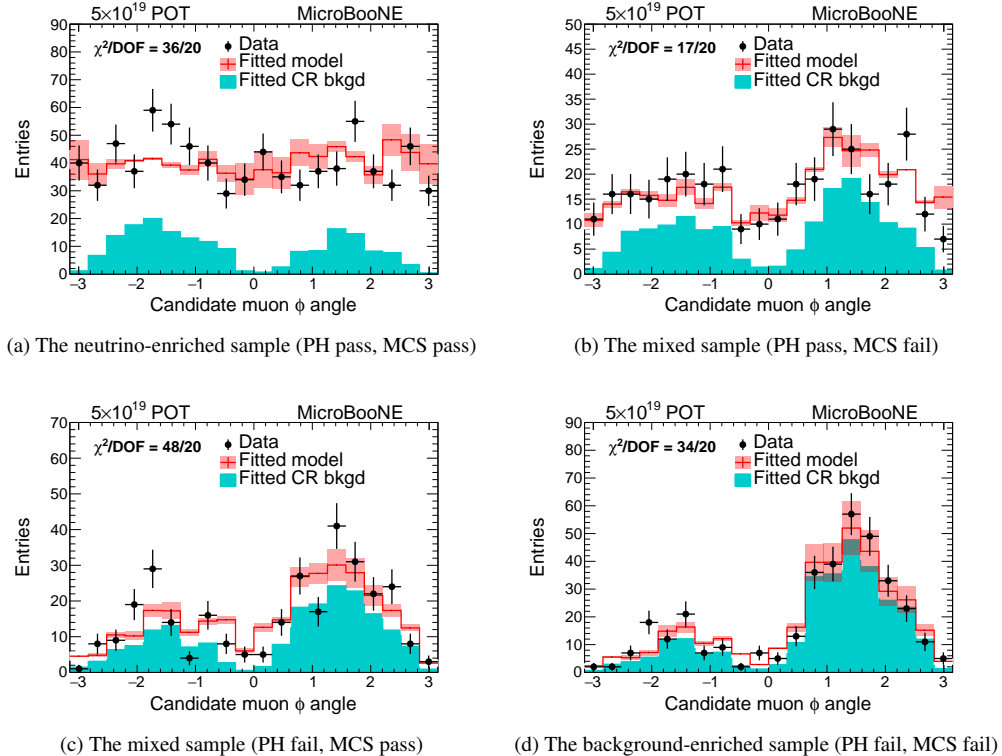 5×10¹⁹ POT MicroBooNE
χ²/DOF = 36/20
Data
Fitted model
Fitted CR bkgd
Entries
0 10 20 30 40 50 60 70 80 90 100 110
−3 −2 −1 0 1 2 3
Candidate muon ϕ angle
(a) The neutrino-enriched sample (PH pass, MCS pass)
5×10¹⁹ POT MicroBooNE
χ²/DOF = 17/20
Data
Fitted model
Fitted CR bkgd
Entries
0 5 10 15 20 25 30 35 40 45 50
−3 −2 −1 0 1 2 3
Candidate muon ϕ angle
(b) The mixed sample (PH pass, MCS fail)
5×10¹⁹ POT MicroBooNE
χ²/DOF = 48/20
Data
Fitted model
Fitted CR bkgd
Entries
0 10 20 30 40 50 60 70
−3 −2 −1 0 1 2 3
Candidate muon ϕ angle
(c) The mixed sample (PH fail, MCS pass)
5×10¹⁹ POT MicroBooNE
χ²/DOF = 34/20
Data
Fitted model
Fitted CR bkgd
Entries
0 10 20 30 40 50 60 70 80 90
−3 −2 −1 0 1 2 3
Candidate muon ϕ angle
(d) The background-enriched sample (PH fail, MCS fail)